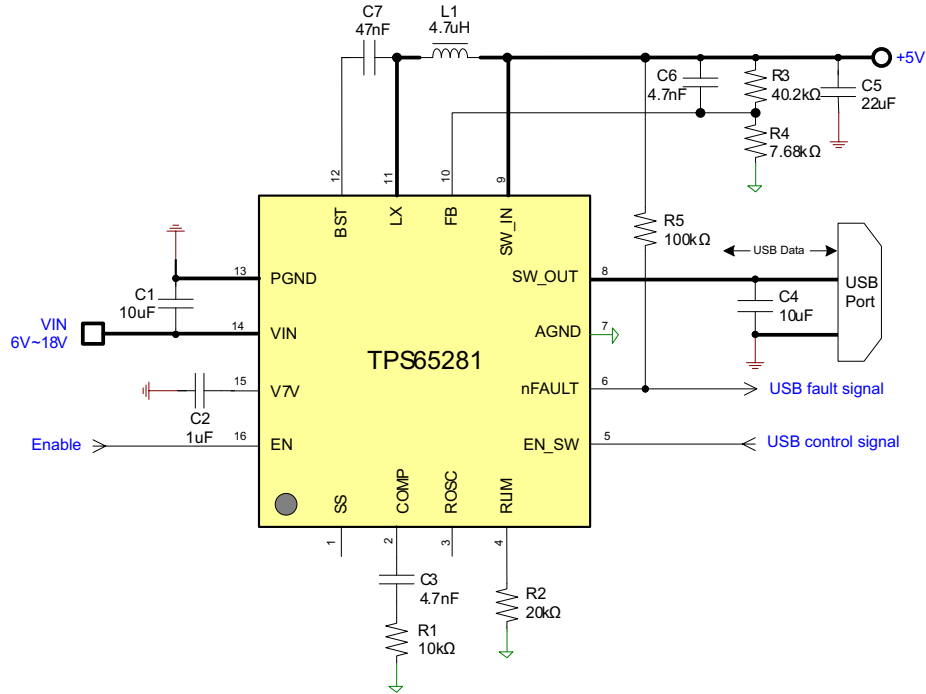 C7
47nF
L1
4.7uH
+5V
C6
4.7nF
R3
40.2kΩ
C5
22uF
R4
7.68kΩ
12
11
10
9
BST
LX
FB
SW_IN
R5
100kΩ
USB Data
13
PGND
SW_OUT
8
C1
10uF
C4
10uF
USB
Port
VIN
6V~18V
14
VIN
AGND
7
TPS65281
15
V7V
nFAULT
6
USB fault signal
C2
1uF
Enable
16
EN
EN_SW
5
USB control signal
SS
COMP
ROSC
RLIM
1
2
3
4
C3
4.7nF
R2
20kΩ
R1
10kΩ